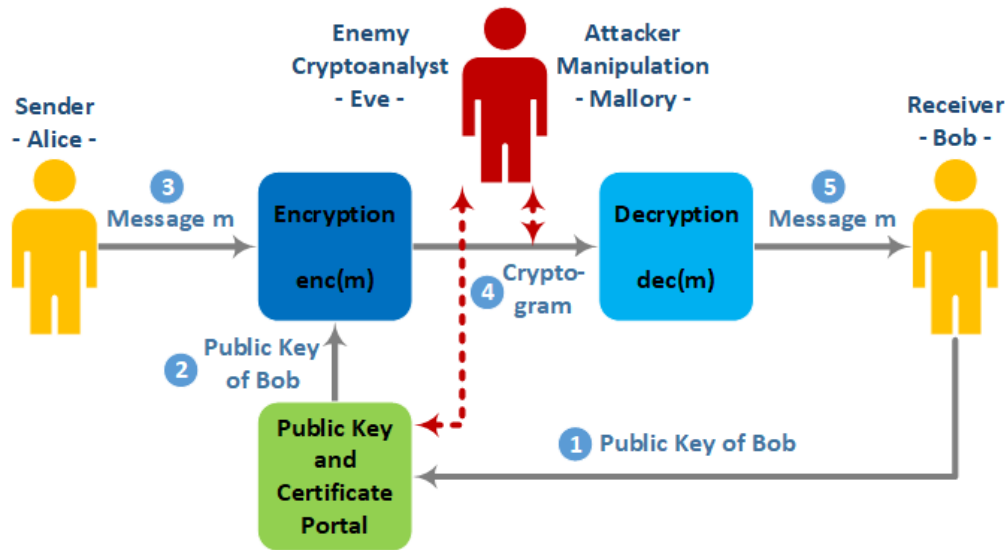 Enemy
Cryptoanalyst
- Eve -
Attacker
Manipulation
- Mallory -
Sender
- Alice -
Receiver
- Bob -
3
Message m
Encryption
enc(m)
4
Crypto-
gram
Decryption
dec(m)
5
Message m
2
Public Key
of Bob
Public Key
and
Certificate
Portal
1 Public Key of Bob